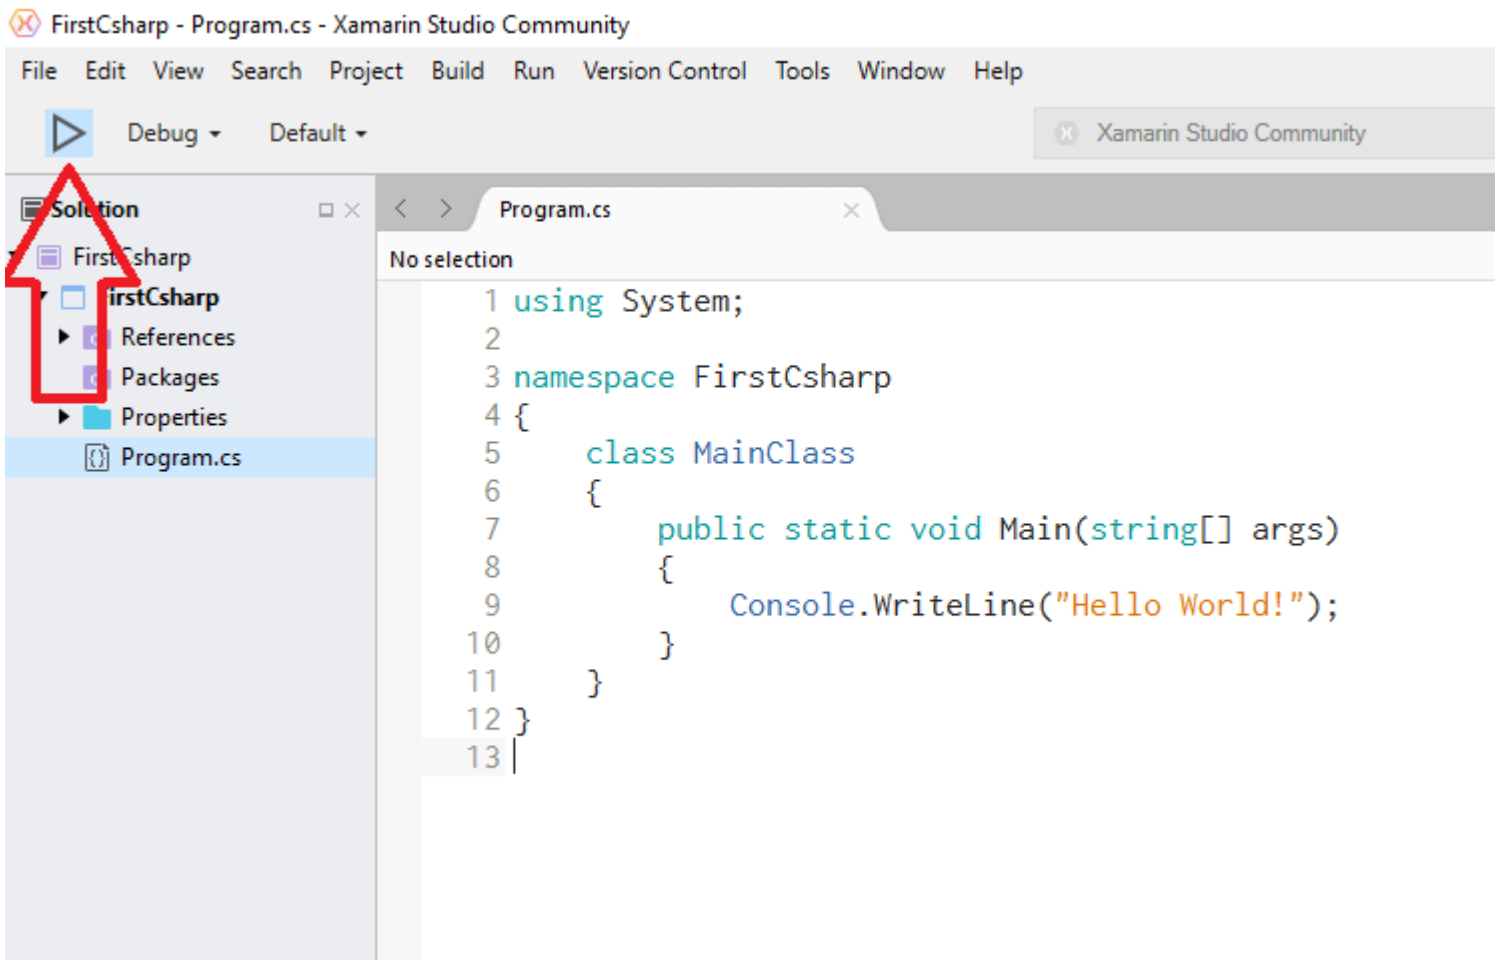 FirstCsharp - Program.cs - Xamarin Studio Community
File Edit View Search Project Build Run Version Control Tools Window Help
Debug Default
Xamarin Studio Community
Solution
FirstCsharp
FirstCsharp
References
Packages
Properties
Program.cs
Program.cs
No selection
1 using System;
2
3 namespace FirstCsharp
4 {
5     class MainClass
6     {
7         public static void Main(string[] args)
8         {
9             Console.WriteLine("Hello World!");
10         }
11     }
12 }
13